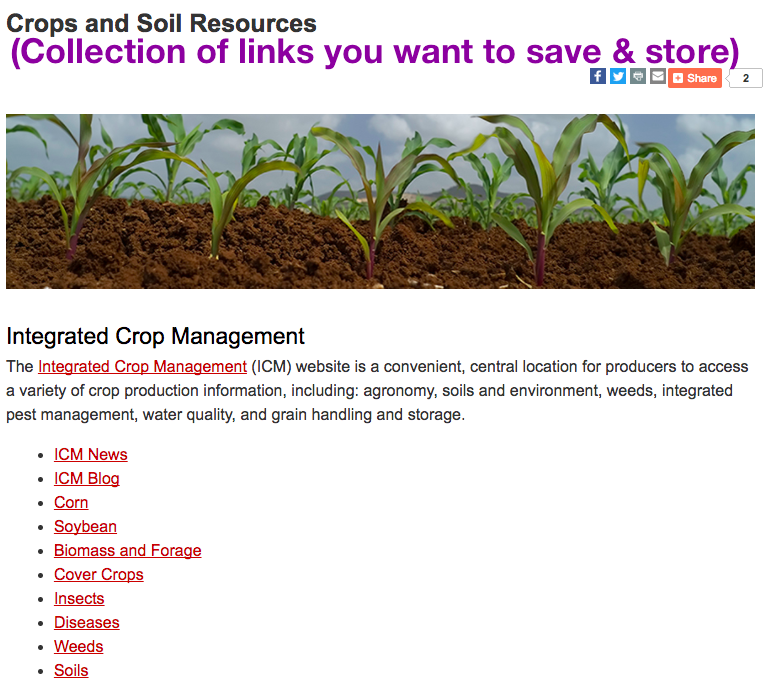 Crops and Soil Resources
(Collection of links you want to save & store)
Share 2
Integrated Crop Management
The Integrated Crop Management (ICM) website is a convenient, central location for producers to access
a variety of crop production information, including: agronomy, soils and environment, weeds, integrated
pest management, water quality, and grain handling and storage.
ICM News
ICM Blog
Corn
Soybean
Biomass and Forage
Cover Crops
Insects
Diseases
Weeds
Soils